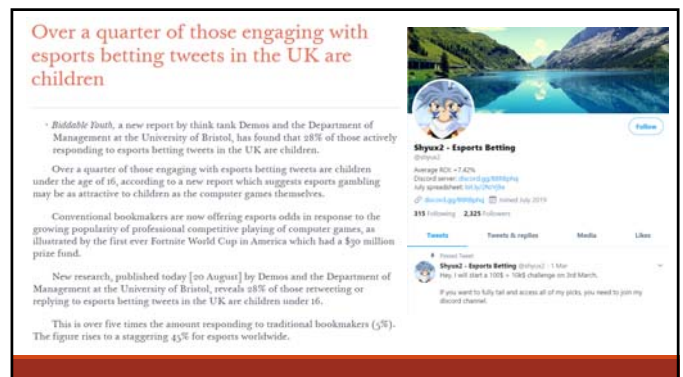 Over a quarter of those engaging with
esports betting tweets in the UK are
children
• Biddable Youth, a new report by think tank Demos and the Department of
Management at the University of Bristol, has found that 28% of those actively
responding to esports betting tweets in the UK are children.
Over a quarter of those engaging with esports betting tweets are children
under the age of 16, according to a new report which suggests esports gambling
may be as attractive to children as the computer games themselves.
Conventional bookmakers are now offering esports odds in response to the
growing popularity of professional competitive playing of computer games, as
illustrated by the first ever Fortnite World Cup in America which had a $30 million
prize fund.
New research, published today [20 August] by Demos and the Department of
Management at the University of Bristol, reveals 28% of those retweeting or
replying to esports betting tweets in the UK are children under 16.
This is over five times the amount responding to traditional bookmakers (5%).
The figure rises to a staggering 45% for esports worldwide.
Follow
Shyux2 - Esports Betting
@shyux2
Average ROI: +7.42%
Discord server:
July spreadsheet:
Joined July 2019
315 Following 2,325 Followers
Tweets Tweets & replies Media Likes
Pinned Tweet
Shyux2 - Esports Betting @shyux2 · 1 Mar
Hey, I will start a 100$ > 10k$ challenge on 3rd March.
If you want to fully tail and access all of my picks, you need to join my
discord channel.